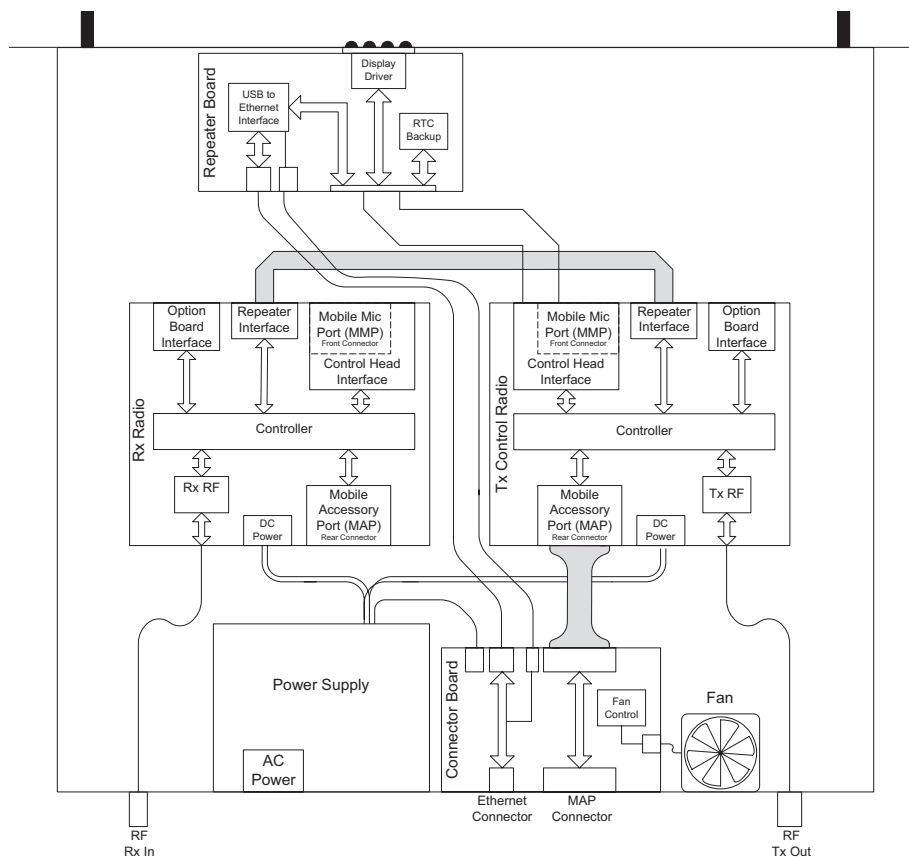 Repeater Board
Display
Driver
USB to
Ethernet
Interface
RTC
Backup
Rx Radio
Option
Board
Interface
Repeater
Interface
Mobile Mic
Port (MMP)
Front Connector
Control Head
Interface
Controller
Rx RF
Mobile
Accessory
Port (MAP)
Rear Connector
DC
Power
Tx Control Radio
Mobile Mic
Port (MMP)
Front Connector
Control Head
Interface
Repeater
Interface
Option
Board
Interface
Controller
Mobile
Accessory
Port (MAP)
Rear Connector
DC
Power
Tx RF
Power Supply
AC
Power
Connector Board
Fan
Control
Fan
Ethernet
Connector
MAP
Connector
RF
Rx In
RF
Tx Out